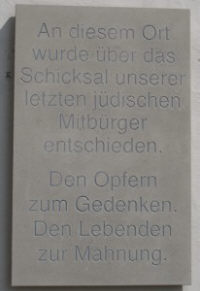 An diesem Ort
wurde über das
Schicksal unserer
letzten jüdischen
Mitbürger
entschieden.
Den Opfern
zum Gedenken.
Den Lebenden
zur Mahnung.